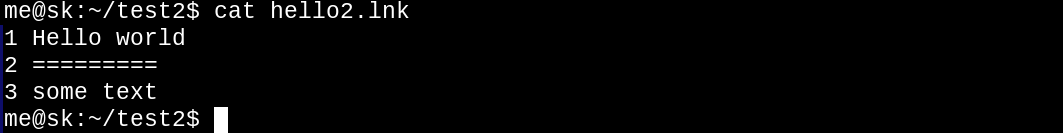 me@sk:~/test2$ cat hello2.lnk
1 Hello world
2 =========
3 some text
me@sk:~/test2$